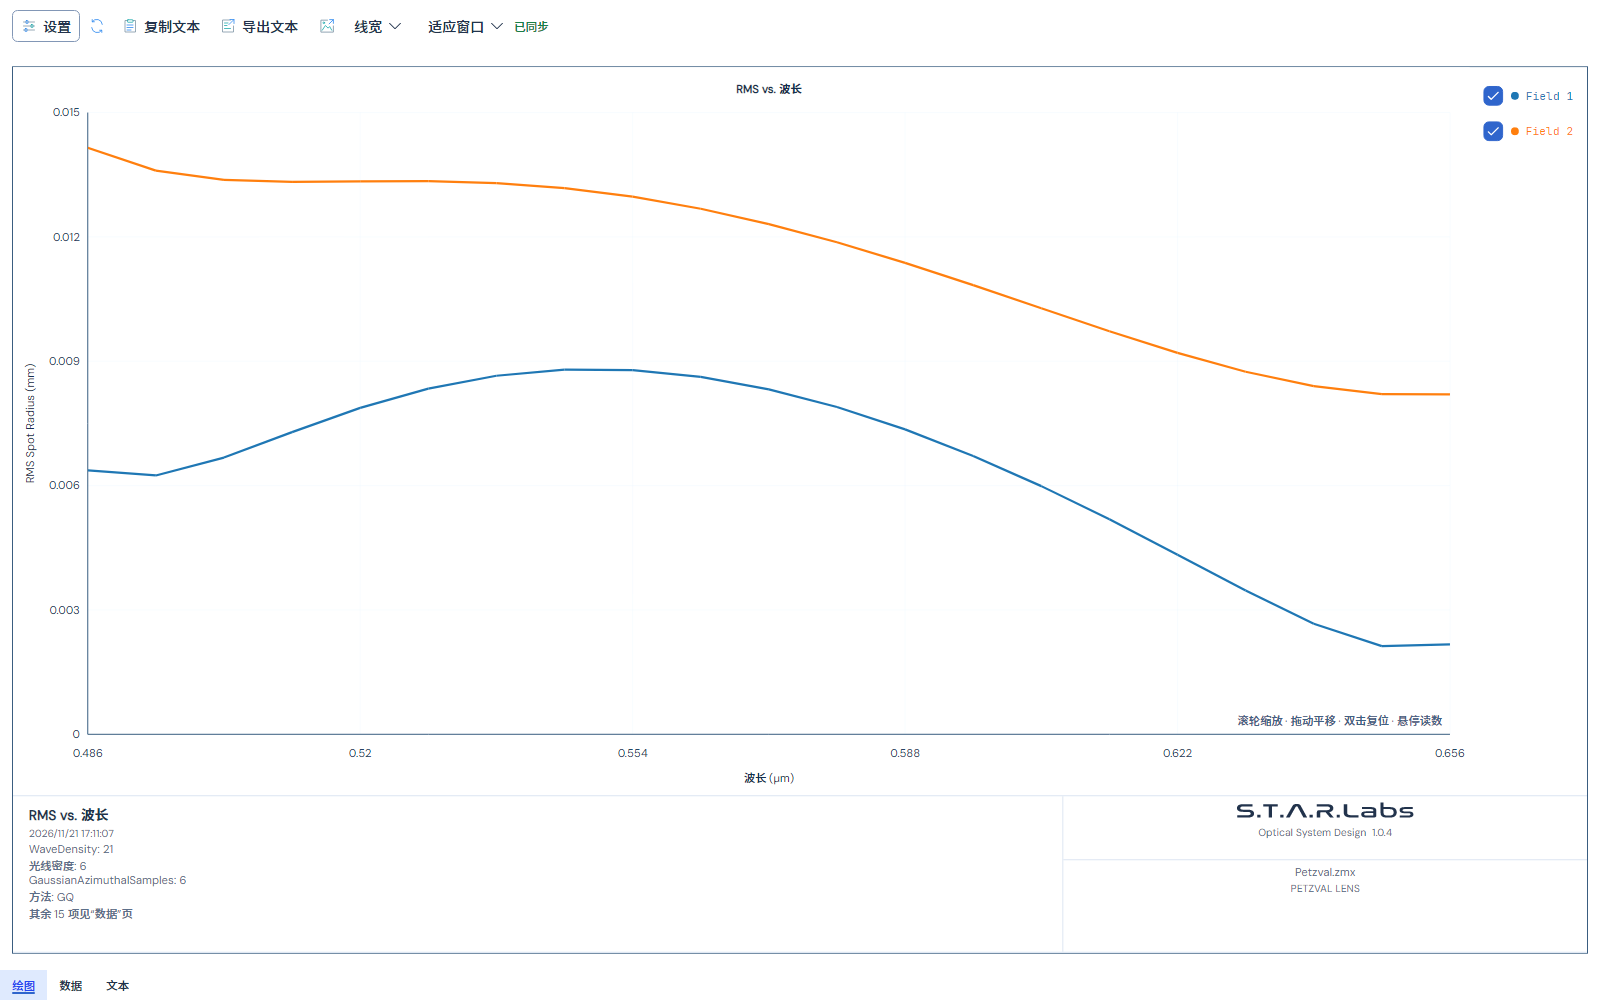 设置 复制文本 导出文本 线宽 适应窗口 已同步
RMS vs. 波长
Field 1
Field 2
0.015
0.012
0.009
0.006
0.003
0
RMS Spot Radius (mm)
滚轮缩放 · 拖动平移 · 双击复位 · 悬停读数
0.486 0.52 0.554 0.588 0.622 0.656
波长 (μm)
RMS vs. 波长
2026/11/21 17:11:07
WaveDensity: 21
光线密度: 6
GaussianAzimuthalSamples: 6
方法: GQ
其余 15 项见“数据”页
S.T.A.R.Labs
Optical System Design 1.0.4
Petzval.zmx
PETZVAL LENS
绘图 数据 文本